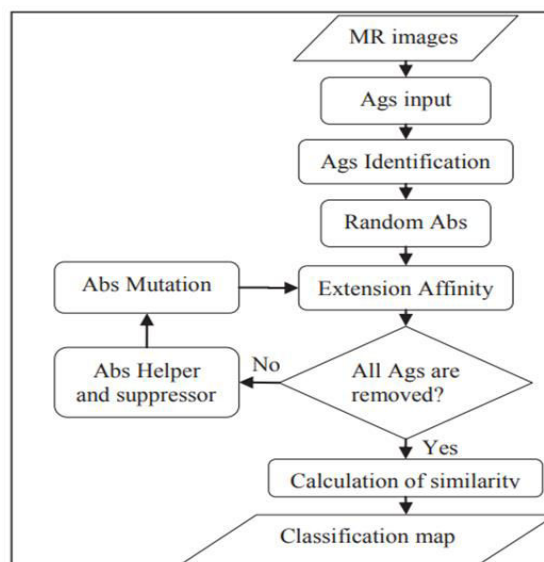 MR images
Ags input
Ags Identification
Random Abs
Abs Mutation
Extension Affinity
Abs Helper
and suppressor
No
All Ags are
removed?
Yes
Calculation of similarity
Classification map